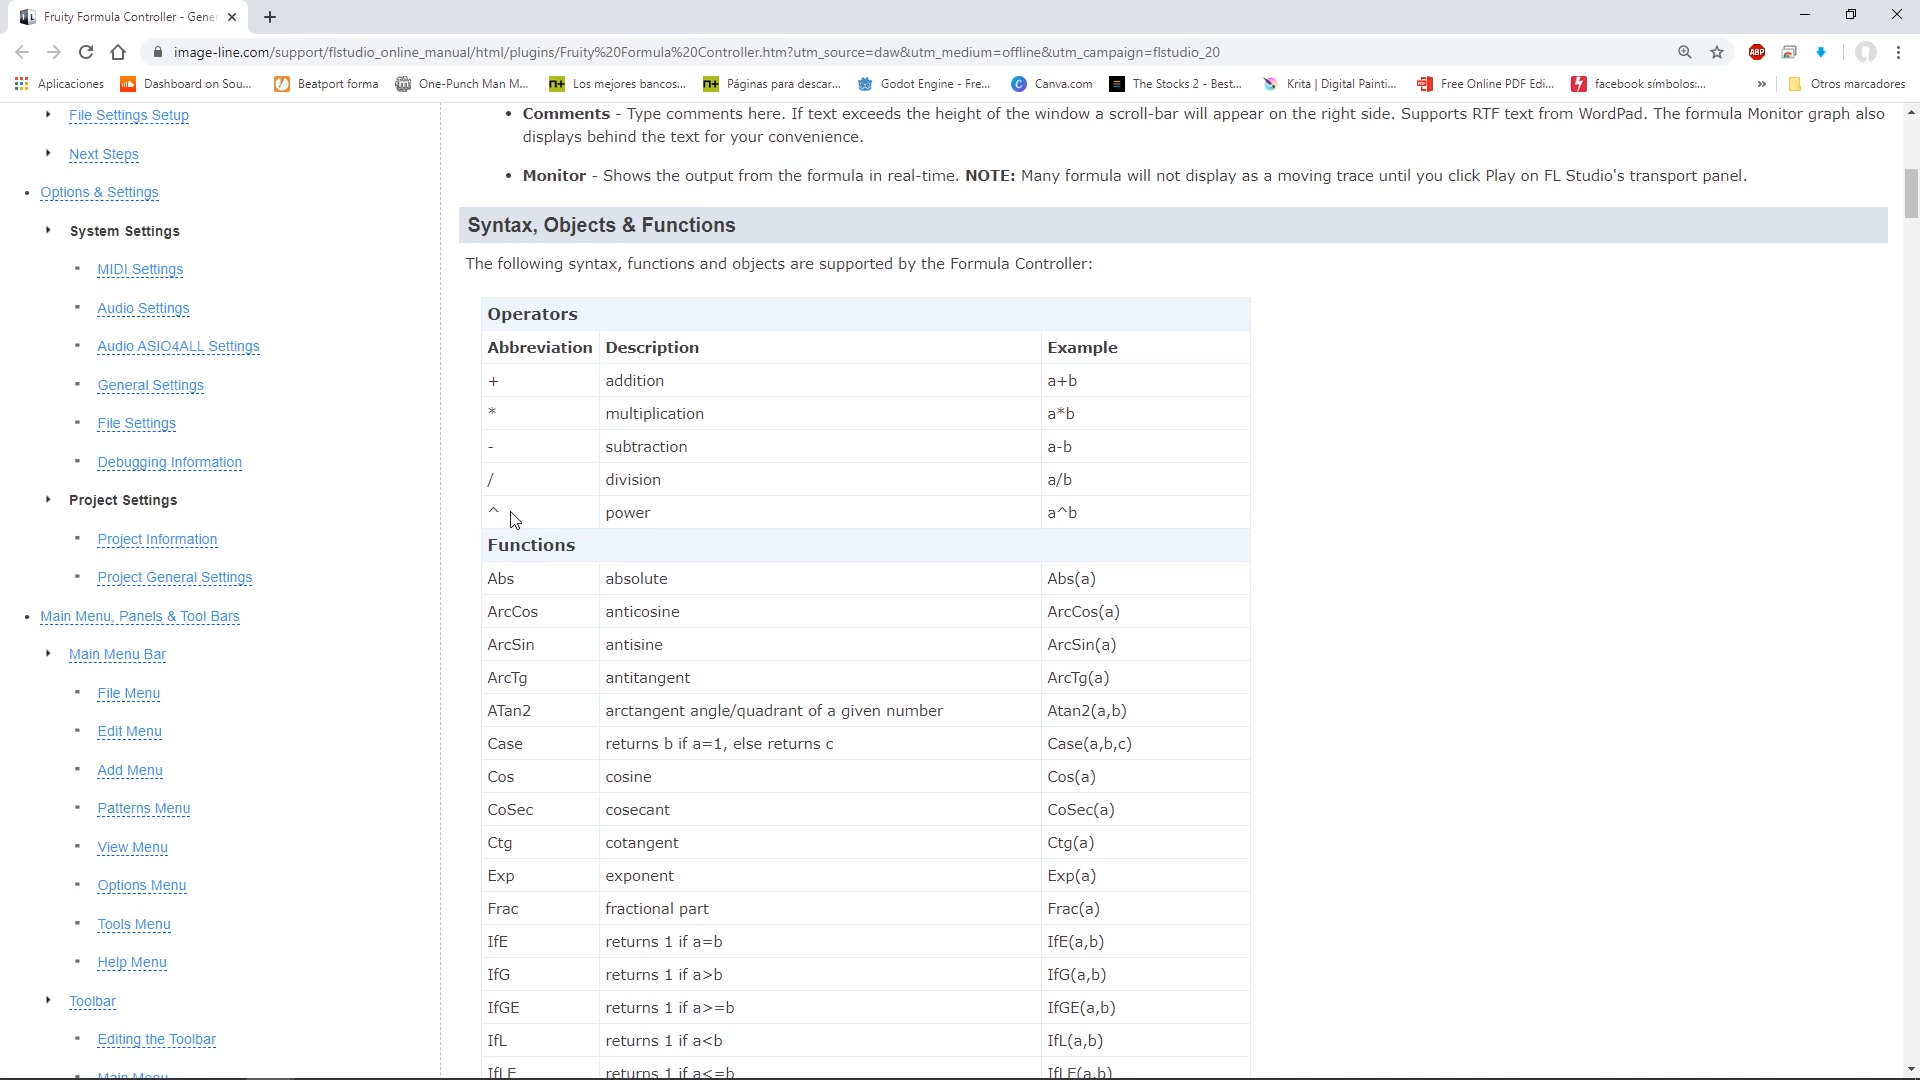 Fruity Formula Controller - Gener
image-line.com/support/flstudio_online_manual/html/plugins/Fruity%20Formula%20Controller.htm?utm_source=daw&utm_medium=offline&utm_campaign=flstudio_20
ABP
Aplicaciones Dashboard on Sou... Beatport forma One-Punch Man M... Los mejores bancos... Páginas para descar... Godot Engine - Fre... Canva.com The Stocks 2 - Best... Krita | Digital Painti... Free Online PDF Edi... facebook símbolos:... » Otros marcadores
File Settings Setup
Next Steps
Options & Settings
System Settings
MIDI Settings
Audio Settings
Audio ASIO4ALL Settings
General Settings
File Settings
Debugging Information
Project Settings
Project Information
Project General Settings
Main Menu, Panels & Tool Bars
Main Menu Bar
File Menu
Edit Menu
Add Menu
Patterns Menu
View Menu
Options Menu
Tools Menu
Help Menu
Toolbar
Editing the Toolbar
Main Menu
Comments - Type comments here. If text exceeds the height of the window a scroll-bar will appear on the right side. Supports RTF text from WordPad. The formula Monitor graph also
displays behind the text for your convenience.
Monitor - Shows the output from the formula in real-time. NOTE: Many formula will not display as a moving trace until you click Play on FL Studio's transport panel.
Syntax, Objects & Functions
The following syntax, functions and objects are supported by the Formula Controller:
Operators
Abbreviation Description Example
+ addition a+b
* multiplication a*b
- subtraction a-b
/ division a/b
^ power a^b
Functions
Abs absolute Abs(a)
ArcCos anticosine ArcCos(a)
ArcSin antisine ArcSin(a)
ArcTg antitangent ArcTg(a)
ATan2 arctangent angle/quadrant of a given number Atan2(a,b)
Case returns b if a=1, else returns c Case(a,b,c)
Cos cosine Cos(a)
CoSec cosecant CoSec(a)
Ctg cotangent Ctg(a)
Exp exponent Exp(a)
Frac fractional part Frac(a)
IfE returns 1 if a=b IfE(a,b)
IfG returns 1 if a>b IfG(a,b)
IfGE returns 1 if a>=b IfGE(a,b)
IfL returns 1 if a<b IfL(a,b)
IfLE returns 1 if a<=b IfLE(a,b)